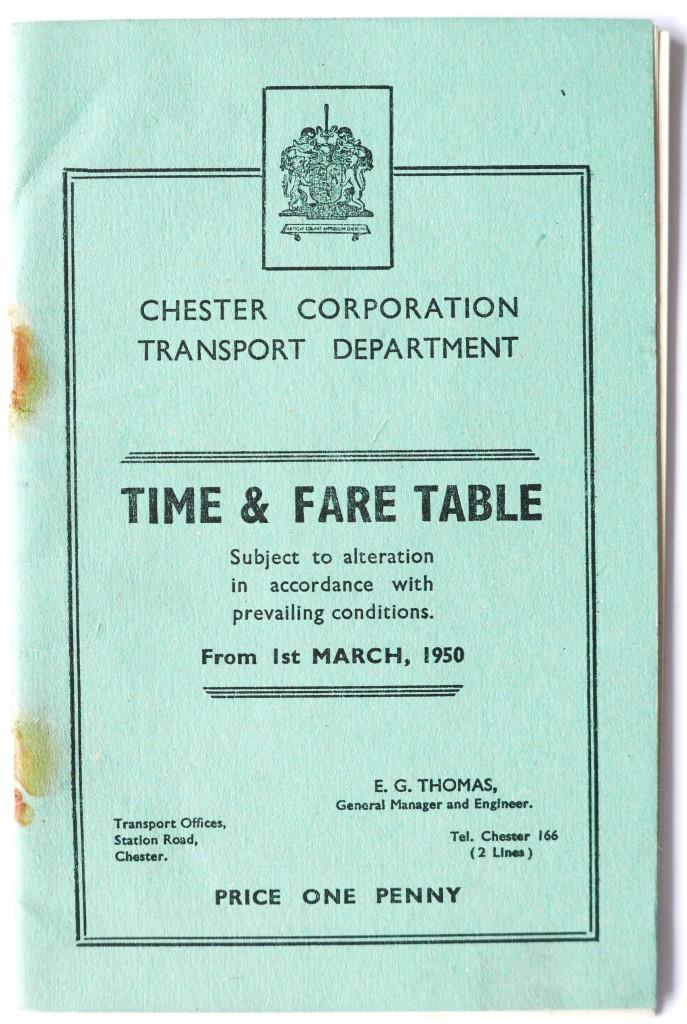 CHESTER CORPORATION
TRANSPORT DEPARTMENT
TIME & FARE TABLE
Subject to alteration
in accordance with
prevailing conditions.
From 1st MARCH, 1950
E. G. THOMAS,
General Manager and Engineer.
Transport Offices,
Station Road,
Chester.
Tel. Chester 166
(2 Lines)
PRICE ONE PENNY